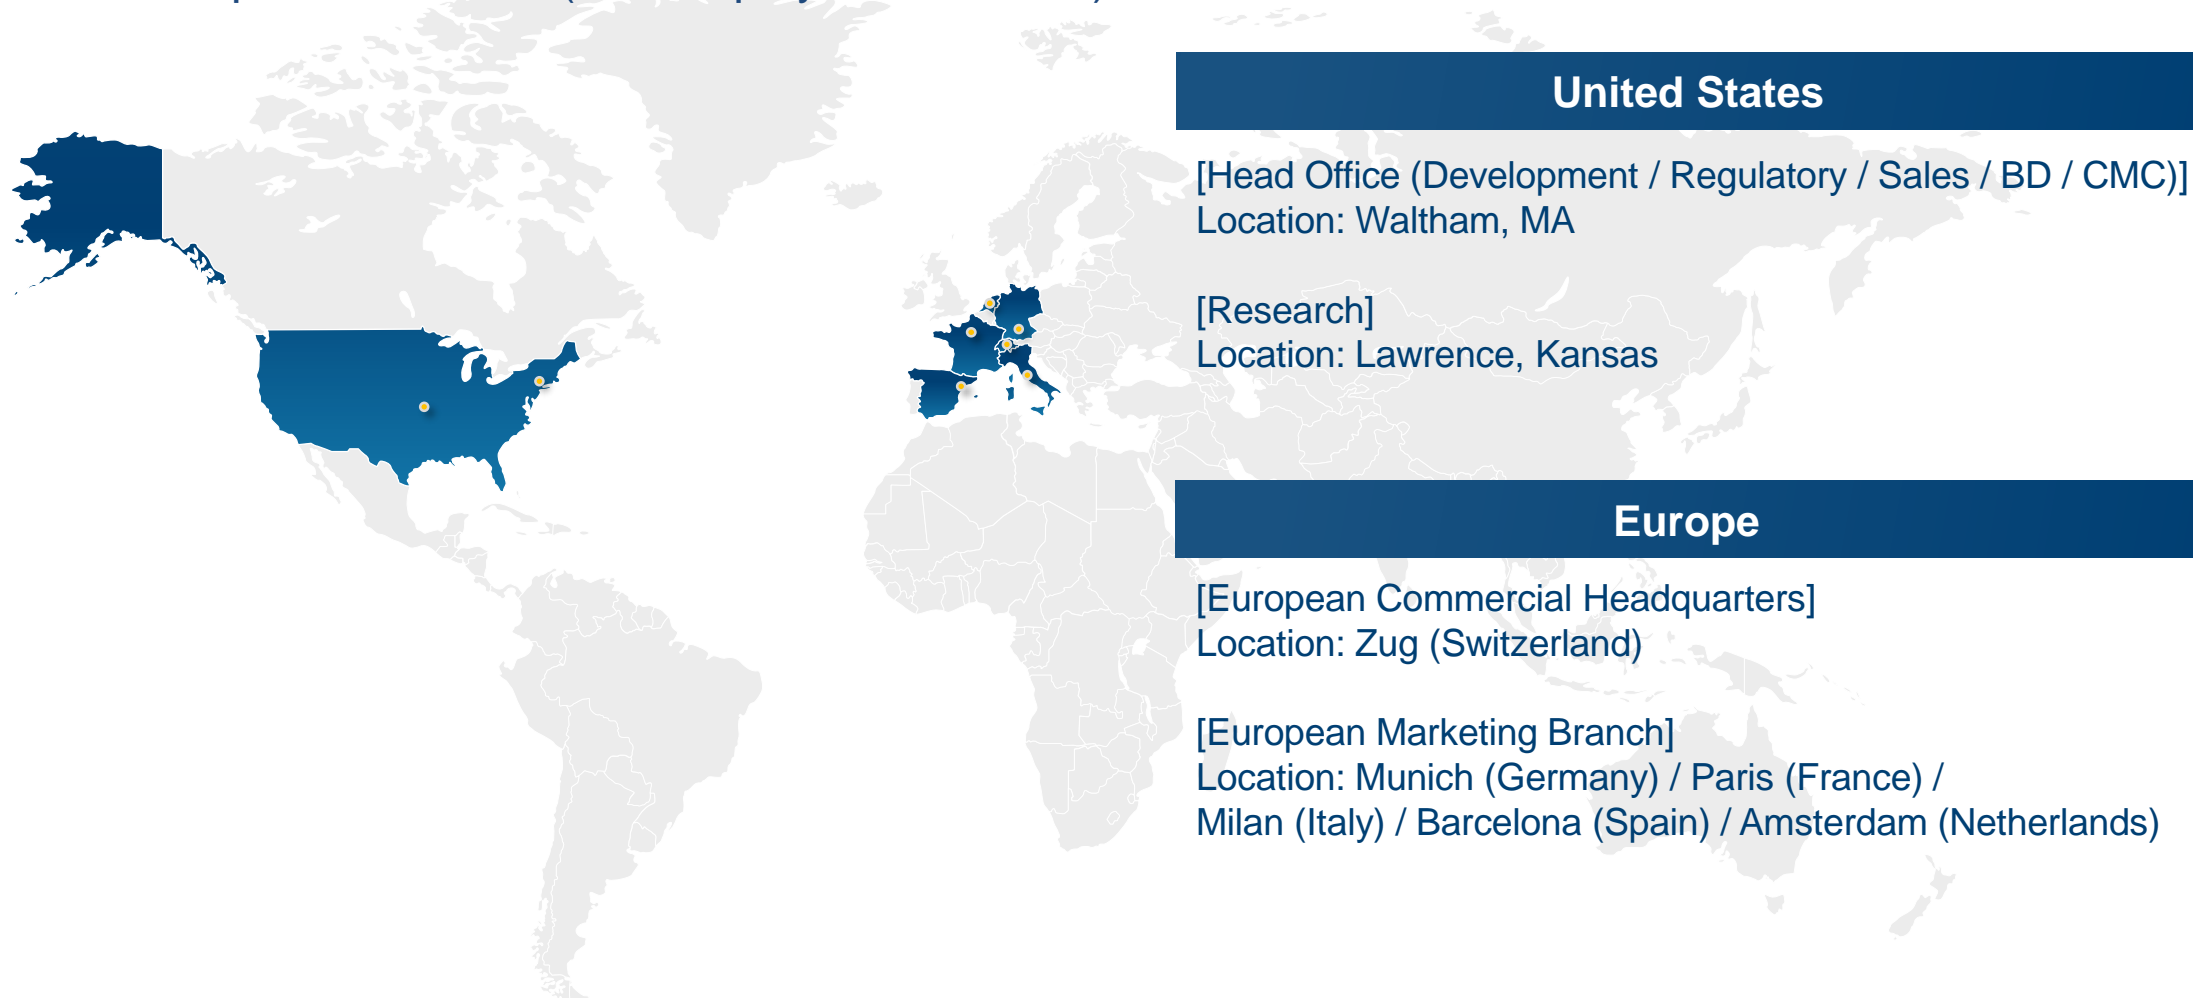 United States
[Head Office (Development / Regulatory / Sales / BD / CMC)]
Location: Waltham, MA
[Research]
Location: Lawrence, Kansas
Europe
[European Commercial Headquarters]
Location: Zug (Switzerland)
[European Marketing Branch]
Location: Munich (Germany) / Paris (France) /
Milan (Italy) / Barcelona (Spain) / Amsterdam (Netherlands)